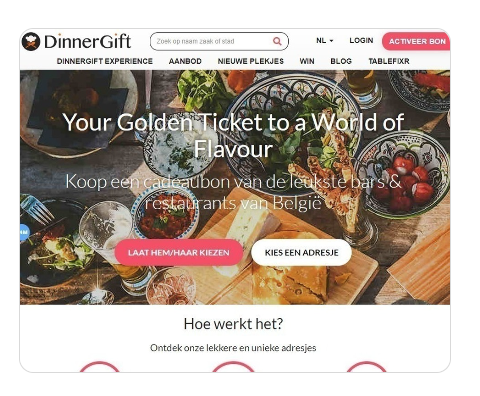 DinnerGift
Zoek op naam zaak of stad
NL
LOGIN
ACTIVEER BON
DINNERGIFT EXPERIENCE AANBOD NIEUWE PLEKJES WIN BLOG TABLEFIXR
Your Golden Ticket to a World of
Flavour
Koop een cadeaubon van de leukste bars &
restaurants van België
LAAT HEM/HAAR KIEZEN KIES EEN ADRESJE
Hoe werkt het?
Ontdek onze lekkere en unieke adresjes